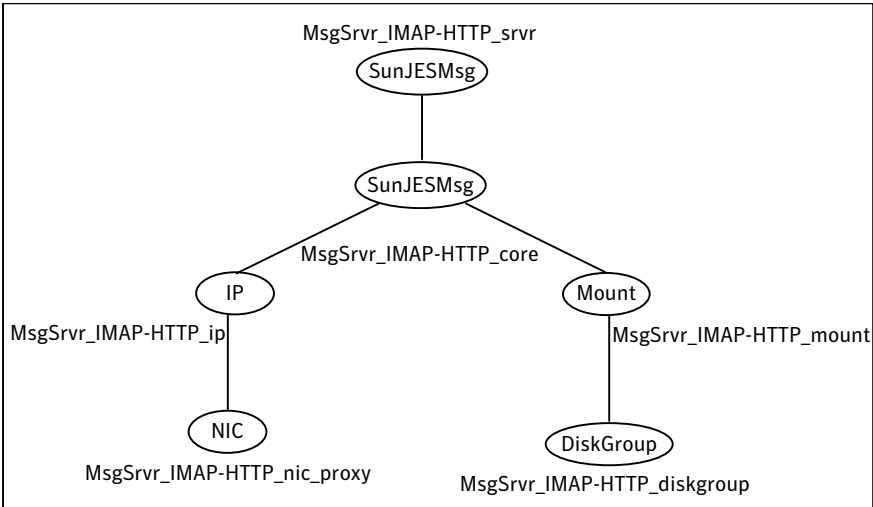 MsgSrvr_IMAP-HTTP_srvr
SunJESMsg
SunJESMsg
MsgSrvr_IMAP-HTTP_core
IP
Mount
MsgSrvr_IMAP-HTTP_ip
MsgSrvr_IMAP-HTTP_mount
NIC
DiskGroup
MsgSrvr_IMAP-HTTP_nic_proxy
MsgSrvr_IMAP-HTTP_diskgroup